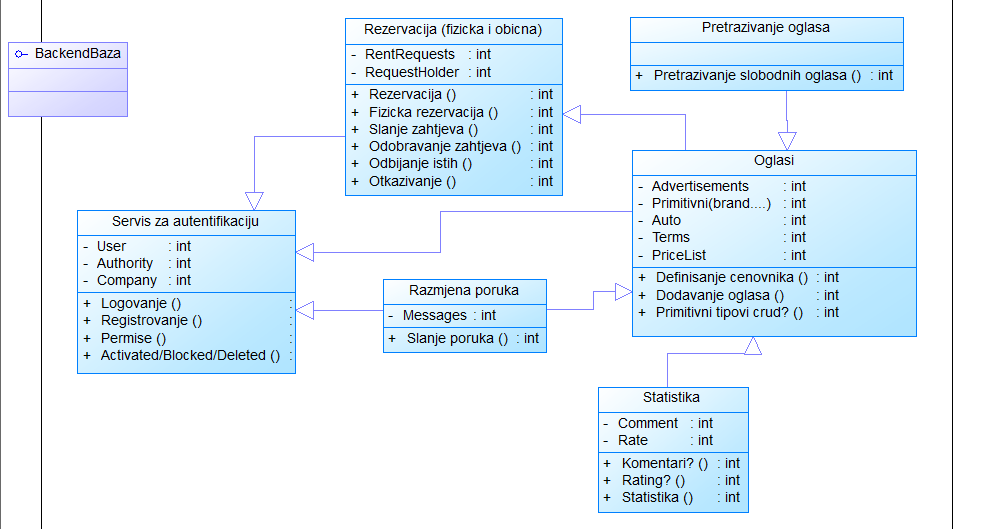 BackendBaza
Rezervacija (fizicka i obicna)
- RentRequests : int
- RequestHolder : int
+ Rezervacija () : int
+ Fizicka rezervacija () : int
+ Slanje zahtjeva () : int
+ Odobravanje zahtjeva () : int
+ Odbijanje istih () : int
+ Otkazivanje () : int
Pretrazivanje oglasa
+ Pretrazivanje slobodnih oglasa () : int
Oglasi
- Advertisements : int
- Primitivni(brand....) : int
- Auto : int
- Terms : int
- PriceList : int
+ Definisanje cenovnika () : int
+ Dodavanje oglasa () : int
+ Primitivni tipovi crud? () : int
Servis za autentifikaciju
- User : int
- Authority : int
- Company : int
+ Logovanje () :
+ Registrovanje () :
+ Permise () :
+ Activated/Blocked/Deleted () :
Razmjena poruka
- Messages : int
+ Slanje poruka () : int
Statistika
- Comment : int
- Rate : int
+ Komentari? () : int
+ Rating? () : int
+ Statistika () : int